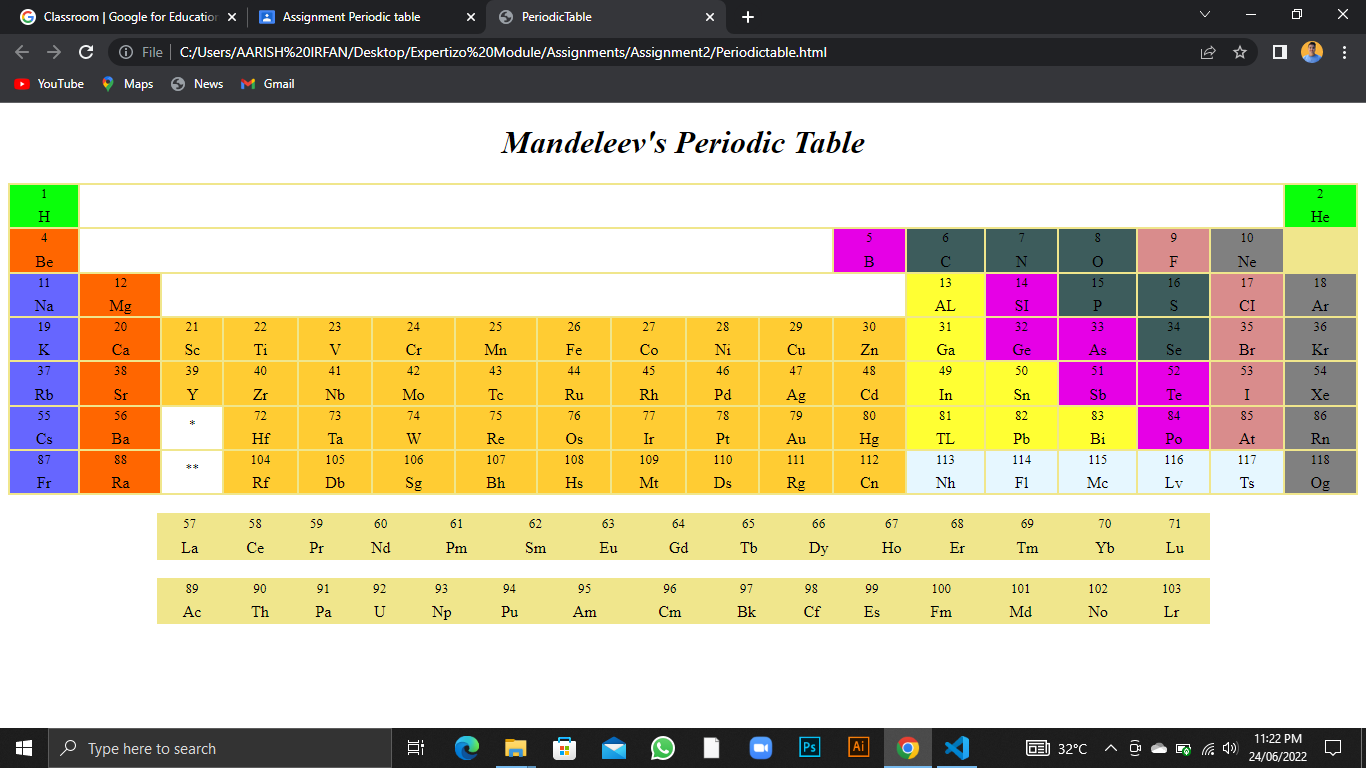 Classroom | Google for Education
Assignment Periodic table
PeriodicTable
File
C:/Users/AARISH%20IRFAN/Desktop/Expertizo%20Module/Assignments/Assignment2/Periodictable.html
YouTube
Maps
News
Gmail
Mandeleev's Periodic Table
1 2
H He
4 5 6 7 8 9 10
Be B C N O F Ne
11 12 13 14 15 16 17 18
Na Mg AL SI P S CI Ar
19 20 21 22 23 24 25 26 27 28 29 30 31 32 33 34 35 36
K Ca Sc Ti V Cr Mn Fe Co Ni Cu Zn Ga Ge As Se Br Kr
37 38 39 40 41 42 43 44 45 46 47 48 49 50 51 52 53 54
Rb Sr Y Zr Nb Mo Tc Ru Rh Pd Ag Cd In Sn Sb Te I Xe
55 56 * 72 73 74 75 76 77 78 79 80 81 82 83 84 85 86
Cs Ba Hf Ta W Re Os Ir Pt Au Hg TL Pb Bi Po At Rn
87 88 ** 104 105 106 107 108 109 110 111 112 113 114 115 116 117 118
Fr Ra Rf Db Sg Bh Hs Mt Ds Rg Cn Nh Fl Mc Lv Ts Og
57 58 59 60 61 62 63 64 65 66 67 68 69 70 71
La Ce Pr Nd Pm Sm Eu Gd Tb Dy Ho Er Tm Yb Lu
89 90 91 92 93 94 95 96 97 98 99 100 101 102 103
Ac Th Pa U Np Pu Am Cm Bk Cf Es Fm Md No Lr
Type here to search
Ps
Ai
32°C
11:22 PM
24/06/2022